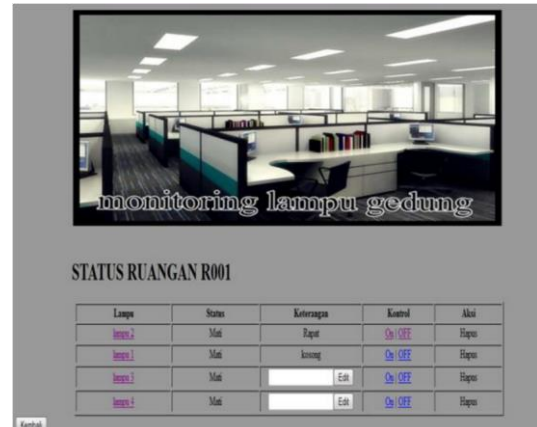 monitoring lampu gedung
STATUS RUANGAN R001
Lampu Status Keterangan Kontrol Aksi
lampu 2 Mati Rapat On | OFF Hapus
lampu 1 Mati kosong On | OFF Hapus
lampu 3 Mati Edit On | OFF Hapus
lampu 4 Mati Edit On | OFF Hapus
Kembali